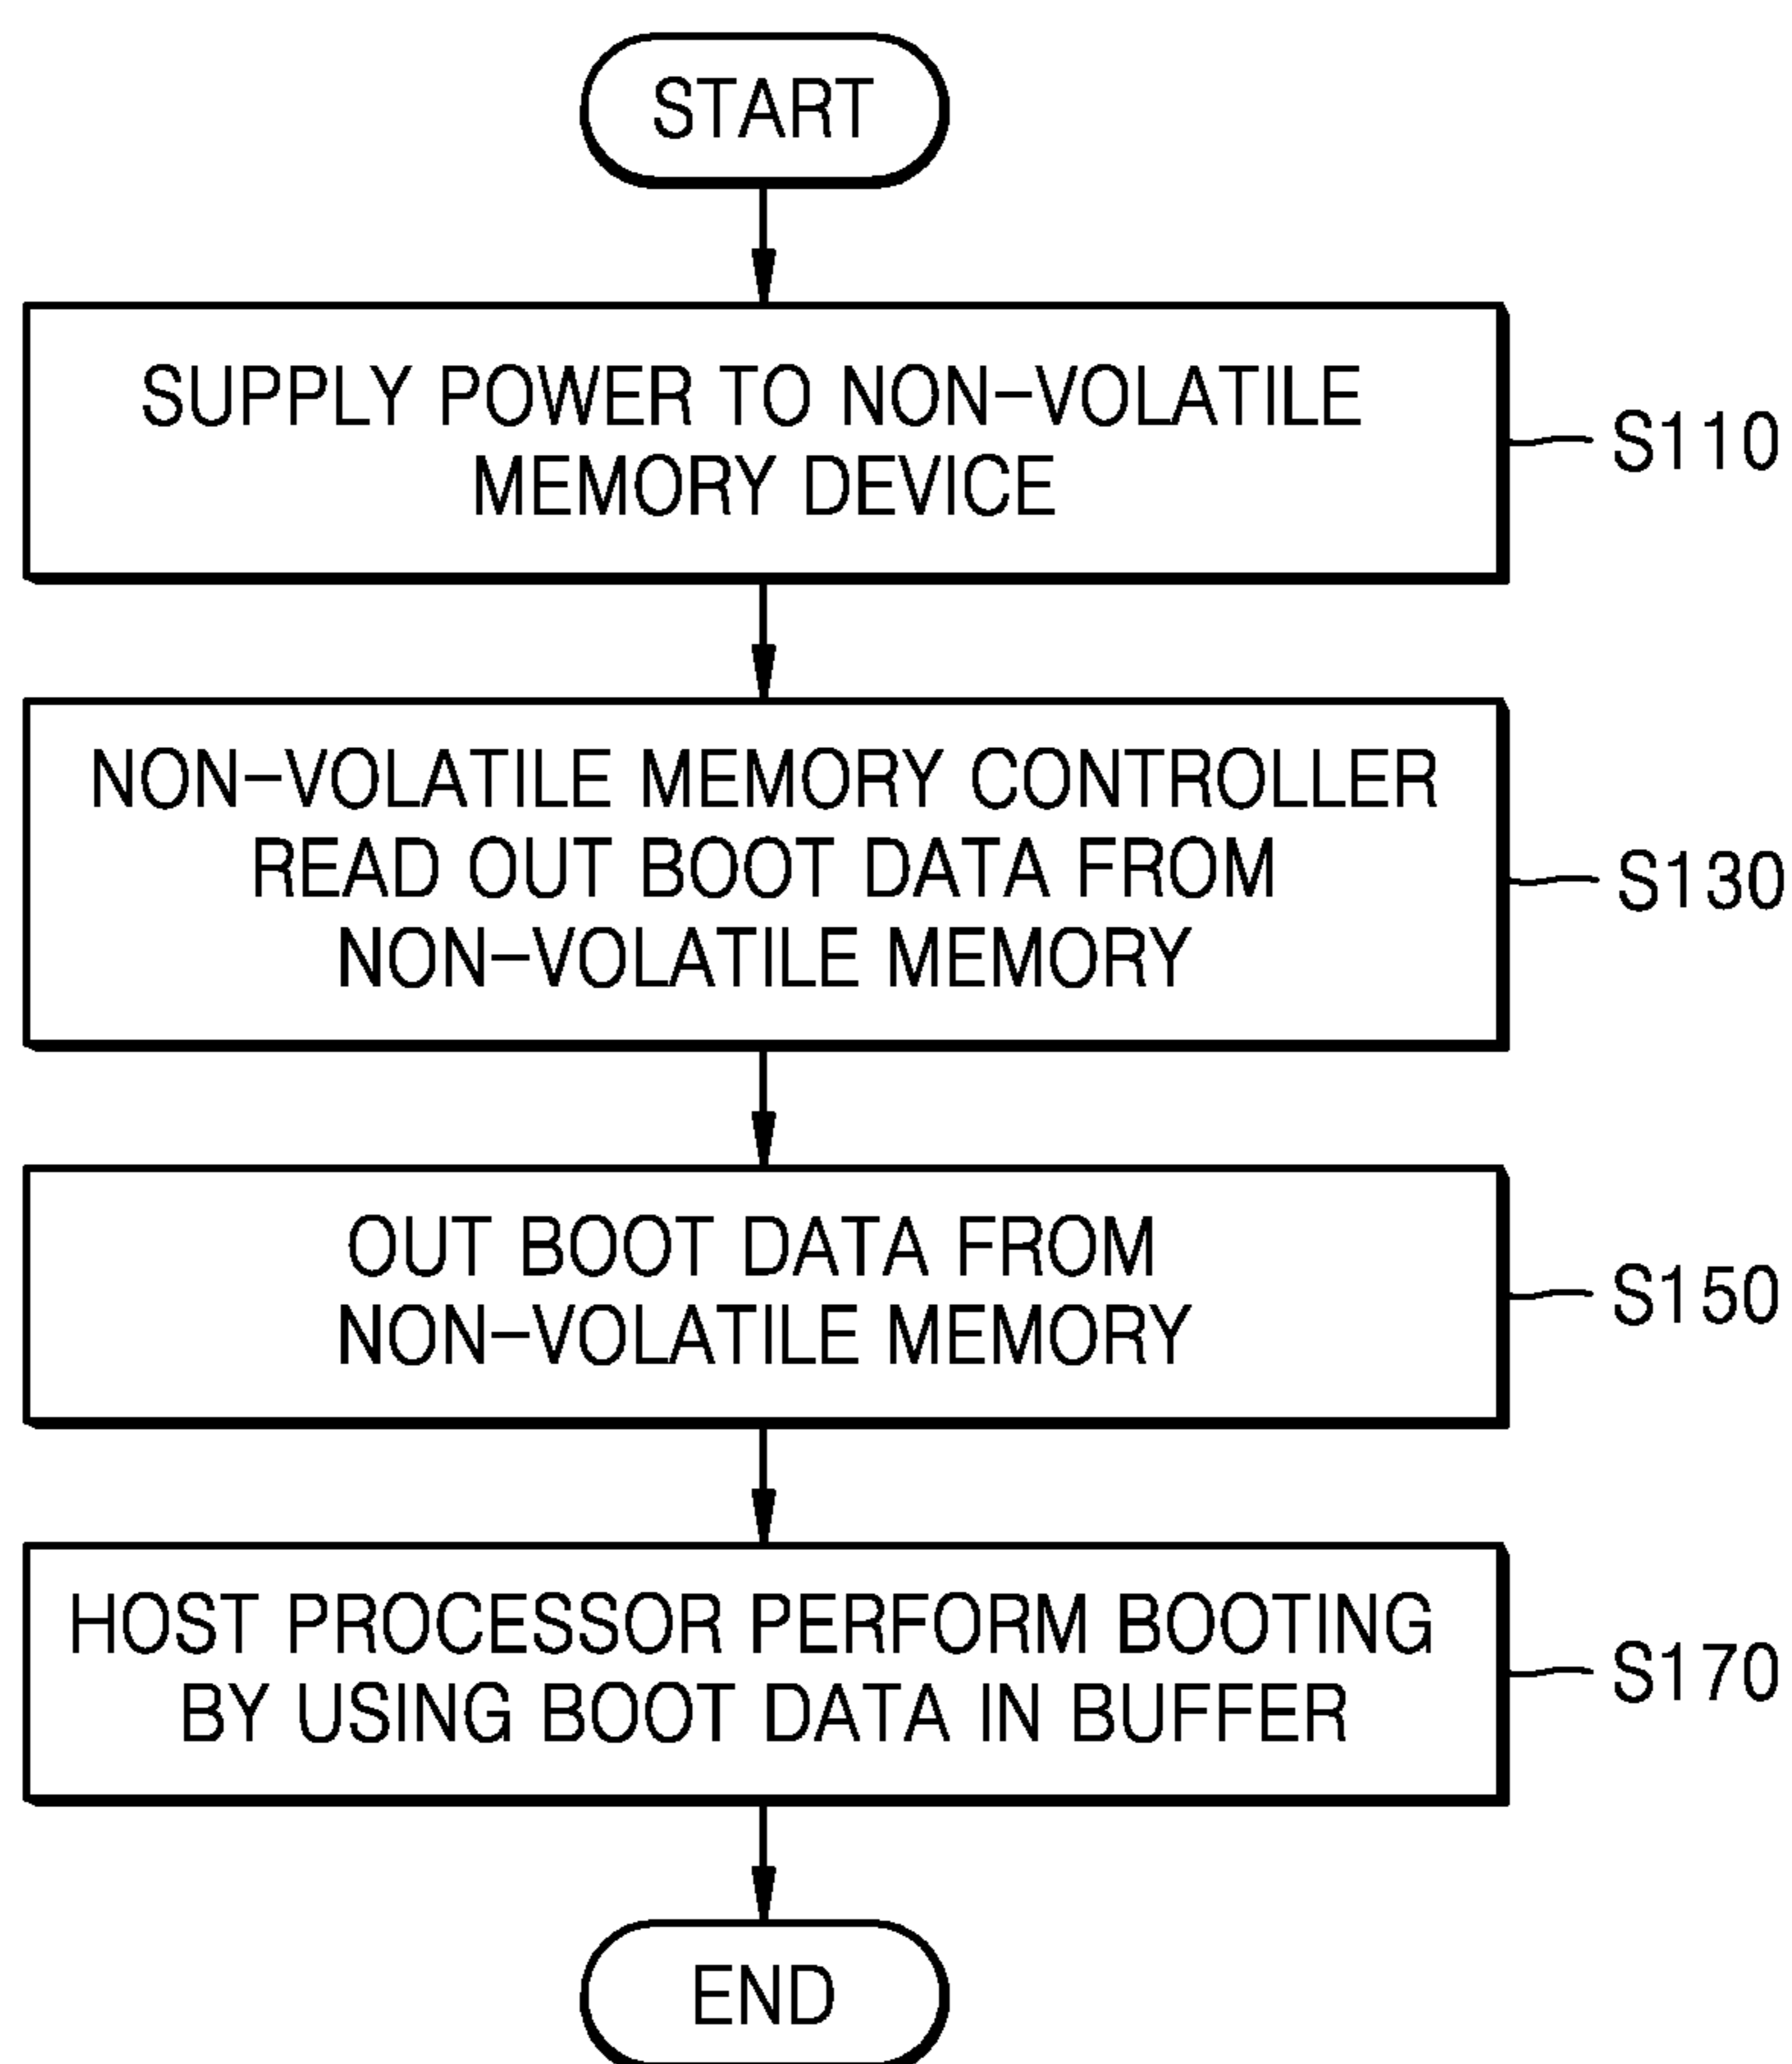 START
SUPPLY POWER TO NON-VOLATILE
MEMORY DEVICE
S110
NON-VOLATILE MEMORY CONTROLLER
READ OUT BOOT DATA FROM
NON-VOLATILE MEMORY
S130
OUT BOOT DATA FROM
NON-VOLATILE MEMORY
S150
HOST PROCESSOR PERFORM BOOTING
BY USING BOOT DATA IN BUFFER
S170
END